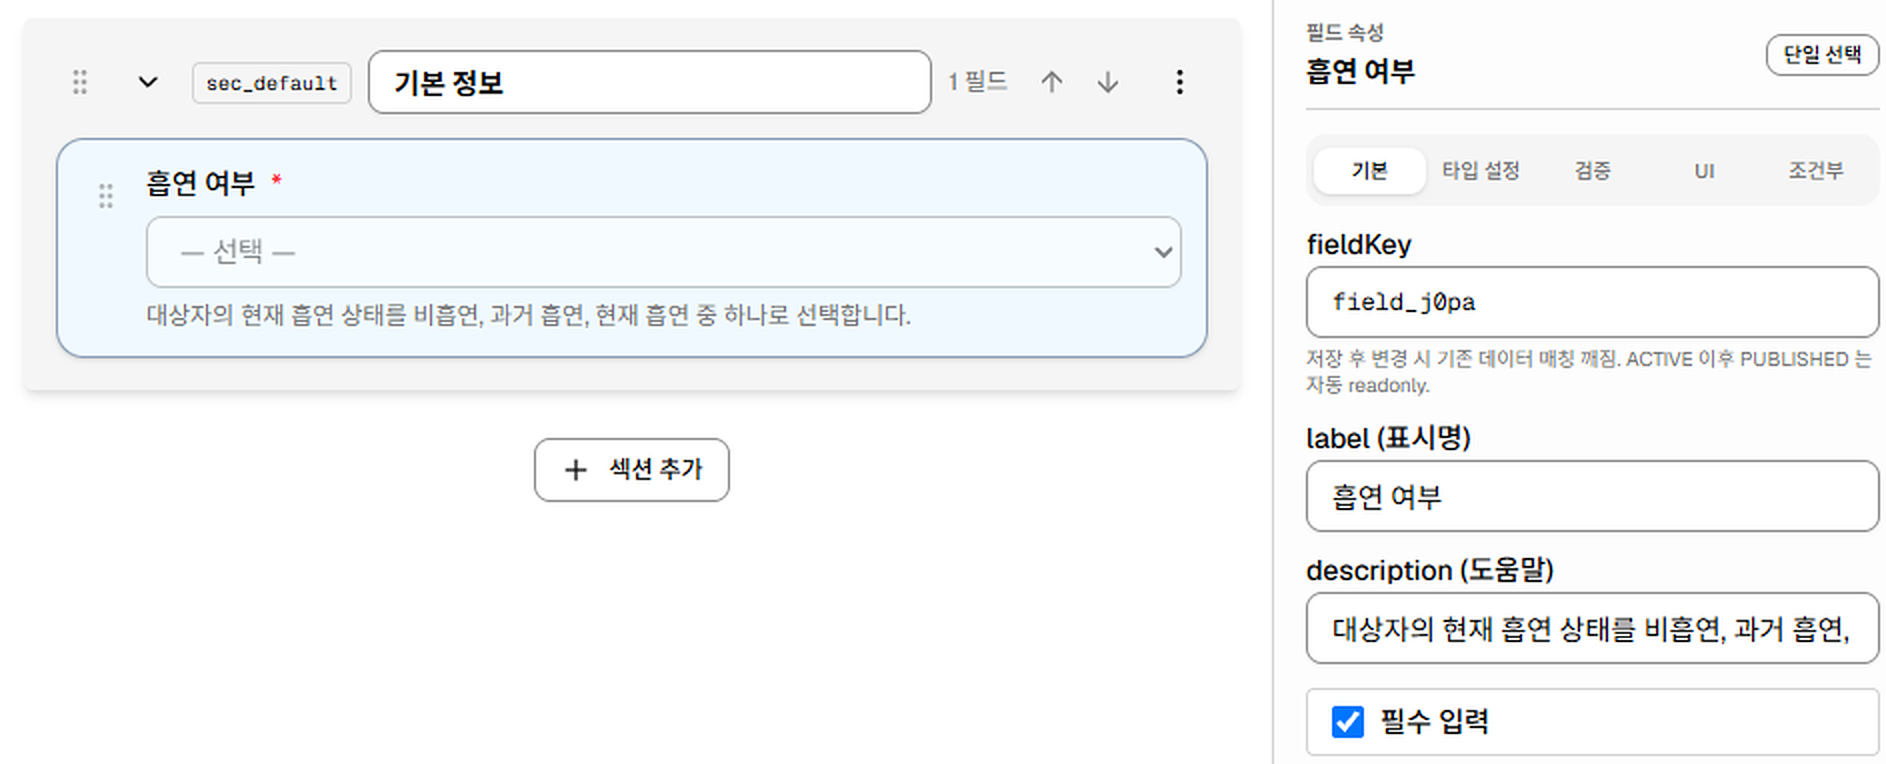 sec_default
기본 정보
1 필드
흡연 여부 *
— 선택 —
대상자의 현재 흡연 상태를 비흡연, 과거 흡연, 현재 흡연 중 하나로 선택합니다.
+ 섹션 추가
필드 속성
흡연 여부
단일 선택
기본
타입 설정
검증
UI
조건부
fieldKey
field_j0pa
저장 후 변경 시 기존 데이터 매칭 깨짐. ACTIVE 이후 PUBLISHED 는
자동 readonly.
label (표시명)
흡연 여부
description (도움말)
대상자의 현재 흡연 상태를 비흡연, 과거 흡연,
필수 입력